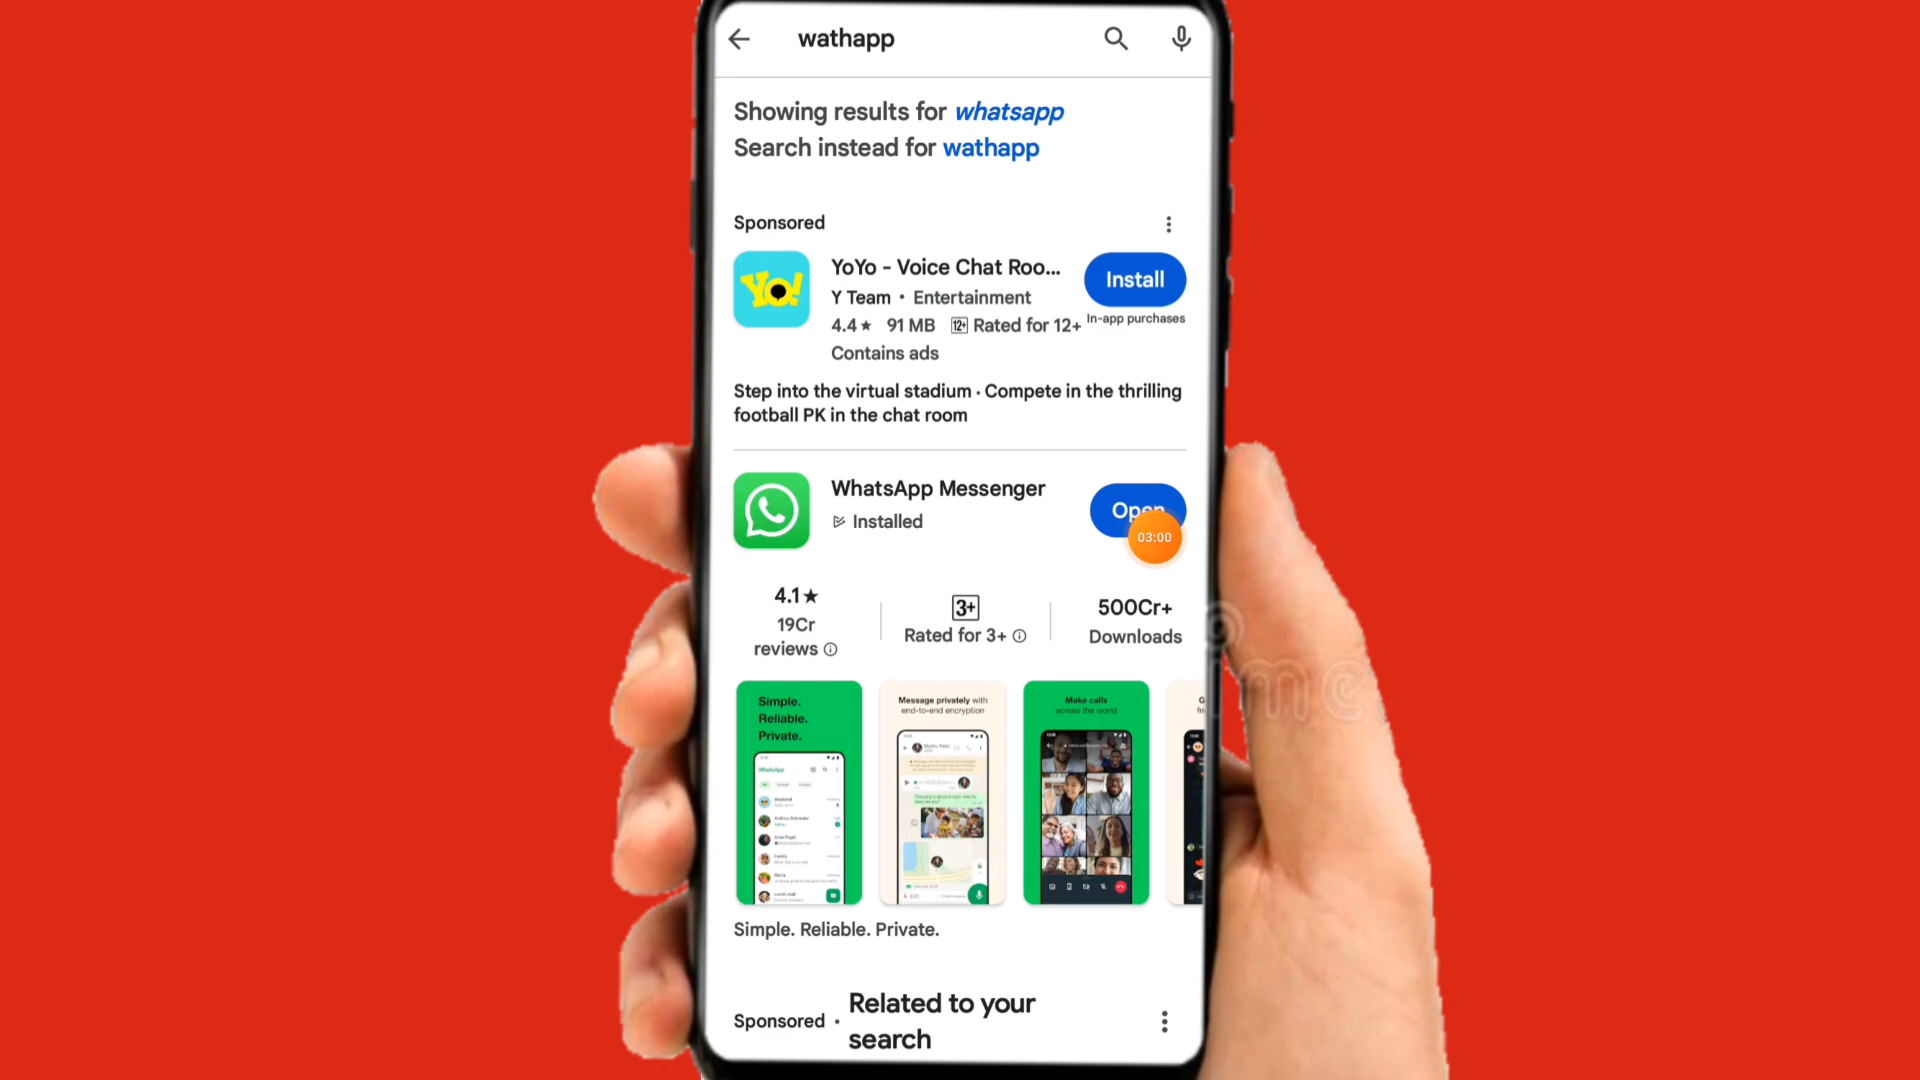 wathapp
Showing results for whatsapp
Search instead for wathapp
Sponsored
Yo!
YoYo - Voice Chat Roo...
Y Team • Entertainment
4.4★ 91 MB 12+ Rated for 12+
Contains ads
Install
In-app purchases
Step into the virtual stadium · Compete in the thrilling
football PK in the chat room
WhatsApp Messenger
Installed
Open
03:00
4.1★
19Cr
reviews
3+
Rated for 3+
500Cr+
Downloads
Simple.
Reliable.
Private.
WhatsApp
Message privately with
end-to-end encryption
Make calls
across the world
Simple. Reliable. Private.
Sponsored •
Related to your
search